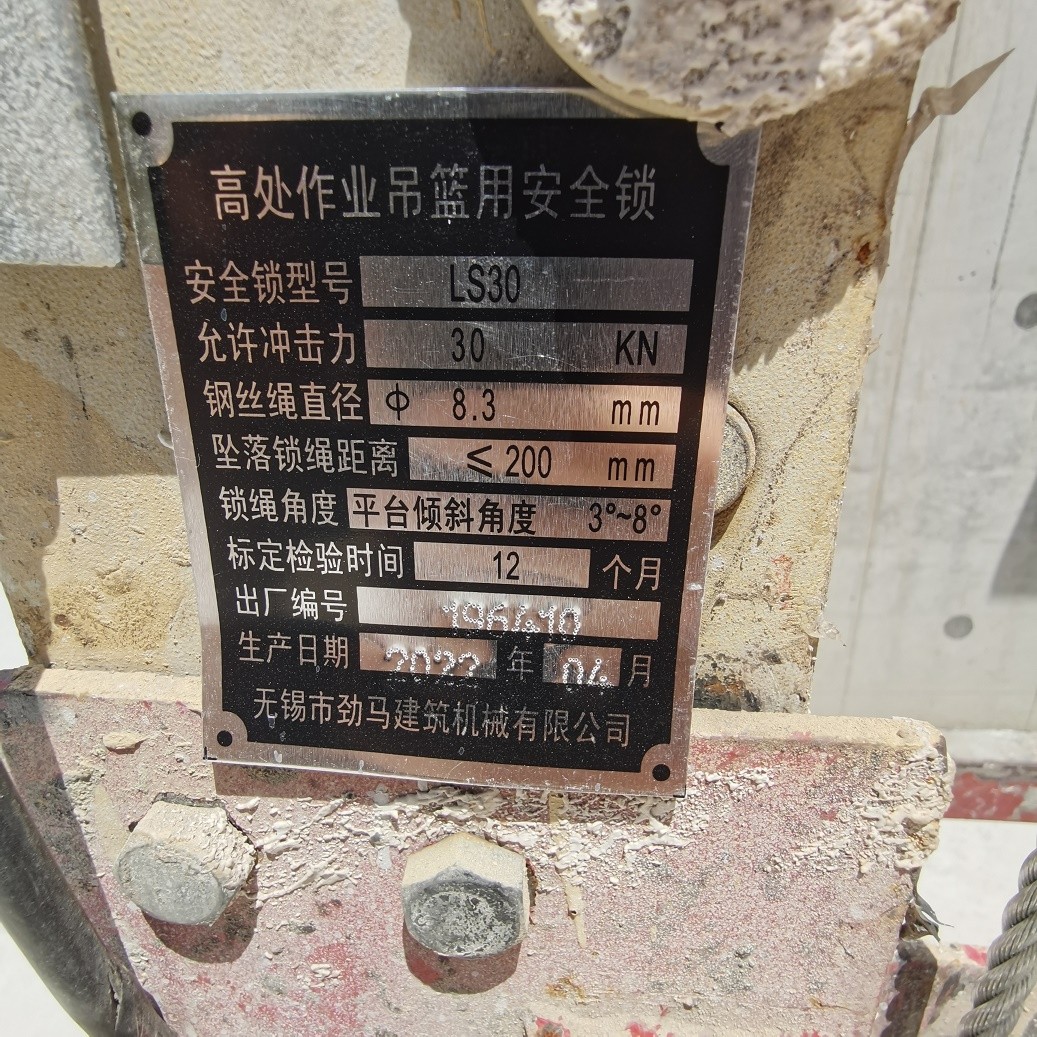 高处作业吊篮用安全锁
安全锁型号 LS30
允许冲击力 30 KN
钢丝绳直径 Φ 8.3 mm
坠落锁绳距离 ≤200 mm
锁绳角度 平台倾斜角度 3°~8°
标定检验时间 12 个月
出厂编号 196410
生产日期 2022 年 04 月
无锡市劲马建筑机械有限公司